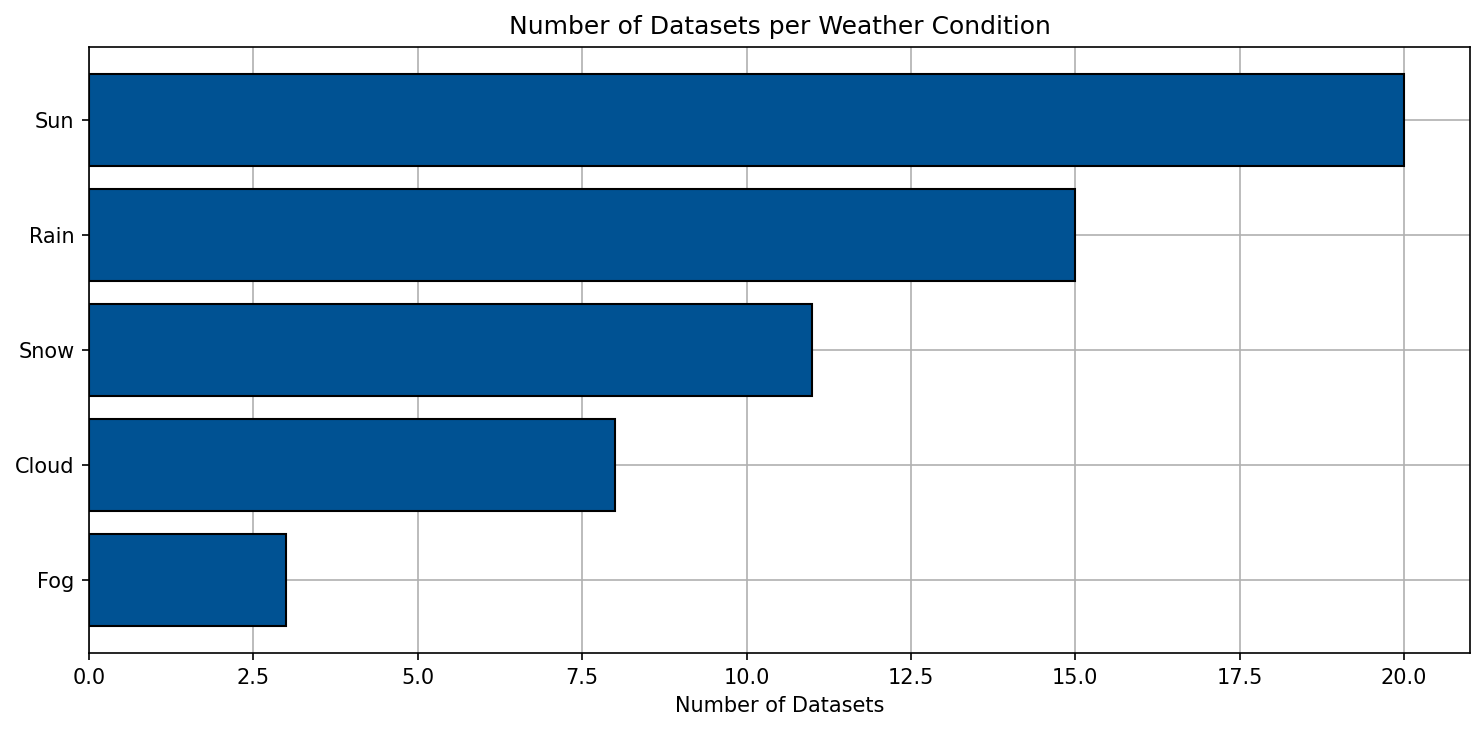 Number of Datasets per Weather Condition
Sun
Rain
Snow
Cloud
Fog
0.0 2.5 5.0 7.5 10.0 12.5 15.0 17.5 20.0
Number of Datasets